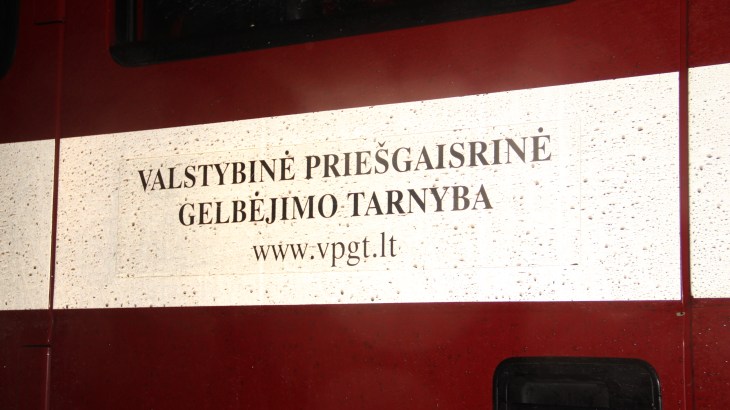 VALSTYBINĖ PRIEŠGAISRINĖ
GELBĖJIMO TARNYBA
www.vpgt.lt